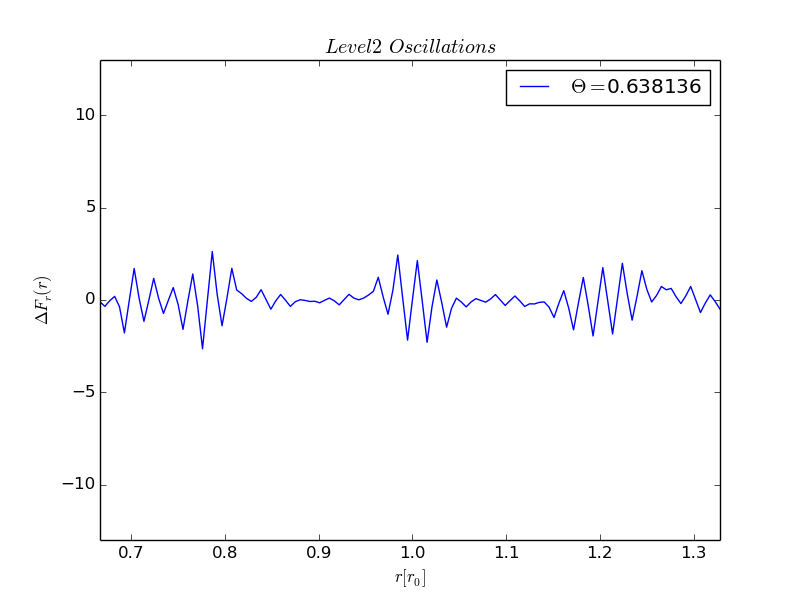 Level2 Oscillations
Θ =0.638136
10
5
0
−5
−10
ΔF_r(r)
0.7 0.8 0.9 1.0 1.1 1.2 1.3
r[r_0]